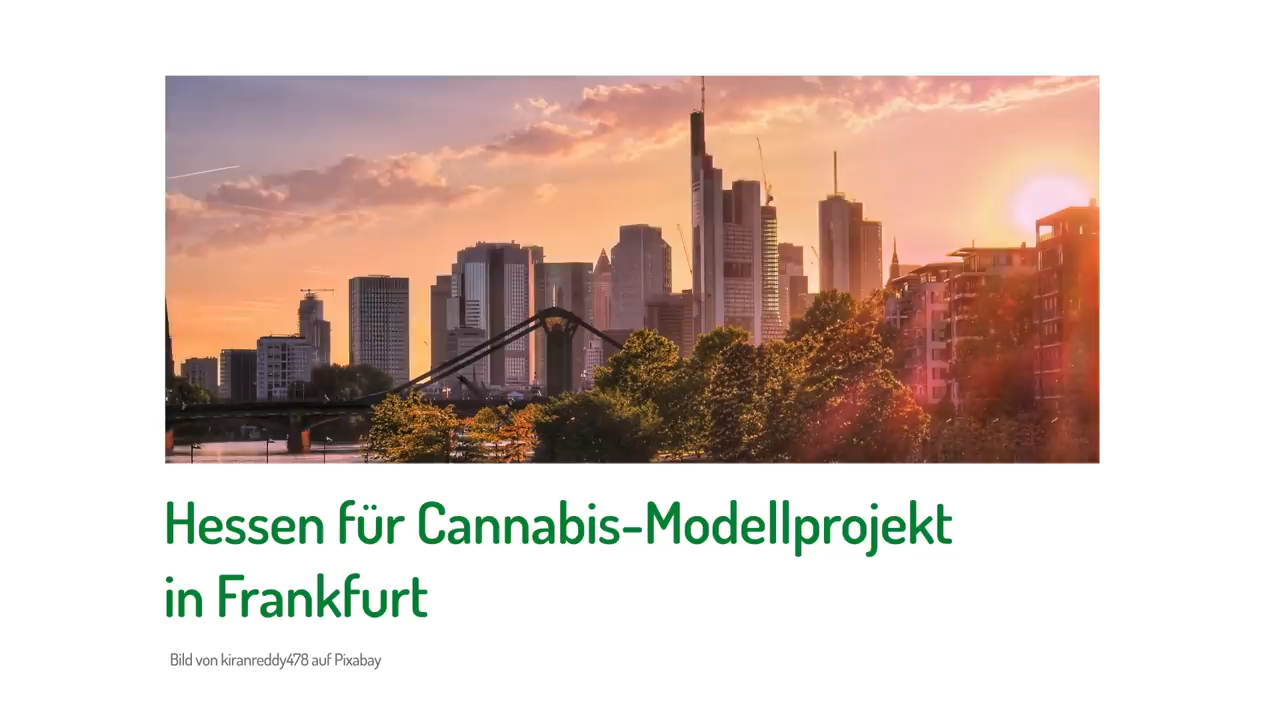 Hessen für Cannabis-Modellprojekt
in Frankfurt
Bild von kiranreddy478 auf Pixabay